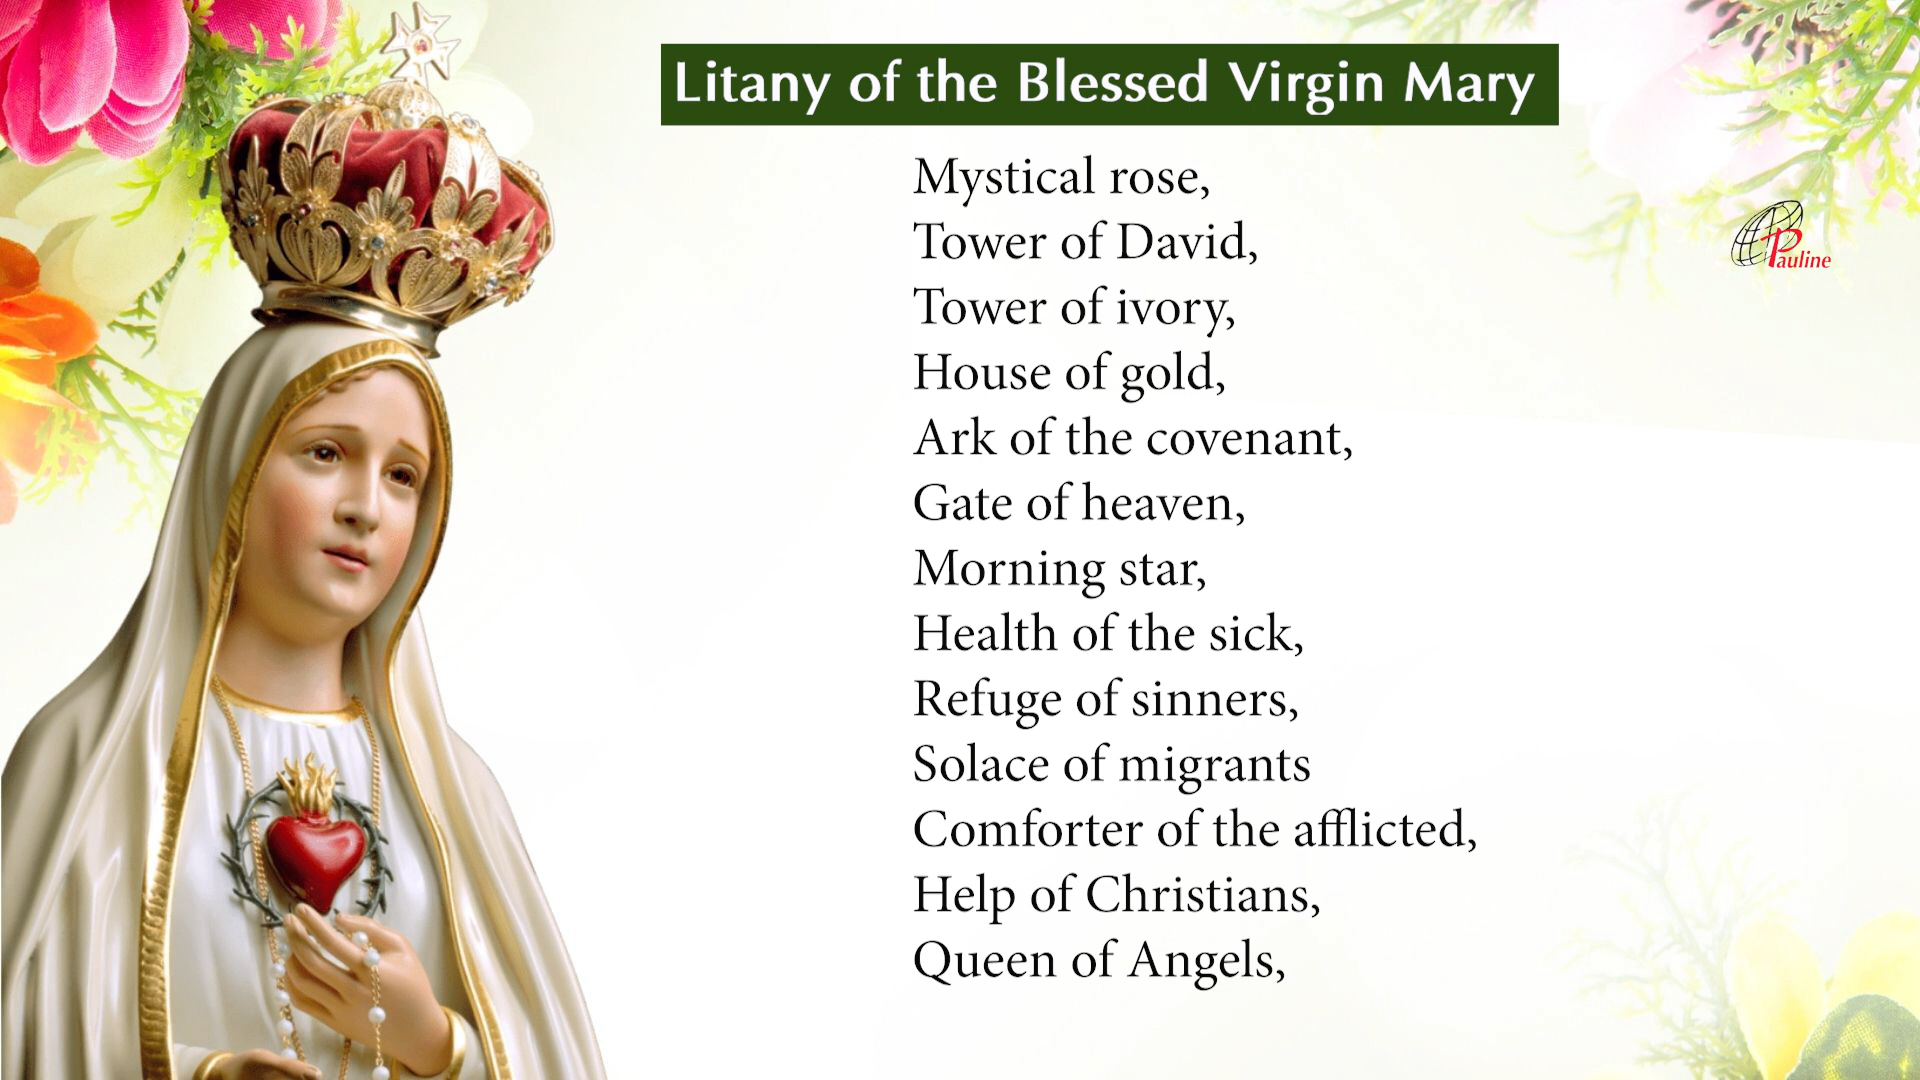 Litany of the Blessed Virgin Mary
Mystical rose,
Tower of David,
Tower of ivory,
House of gold,
Ark of the covenant,
Gate of heaven,
Morning star,
Health of the sick,
Refuge of sinners,
Solace of migrants
Comforter of the afflicted,
Help of Christians,
Queen of Angels,
Pauline